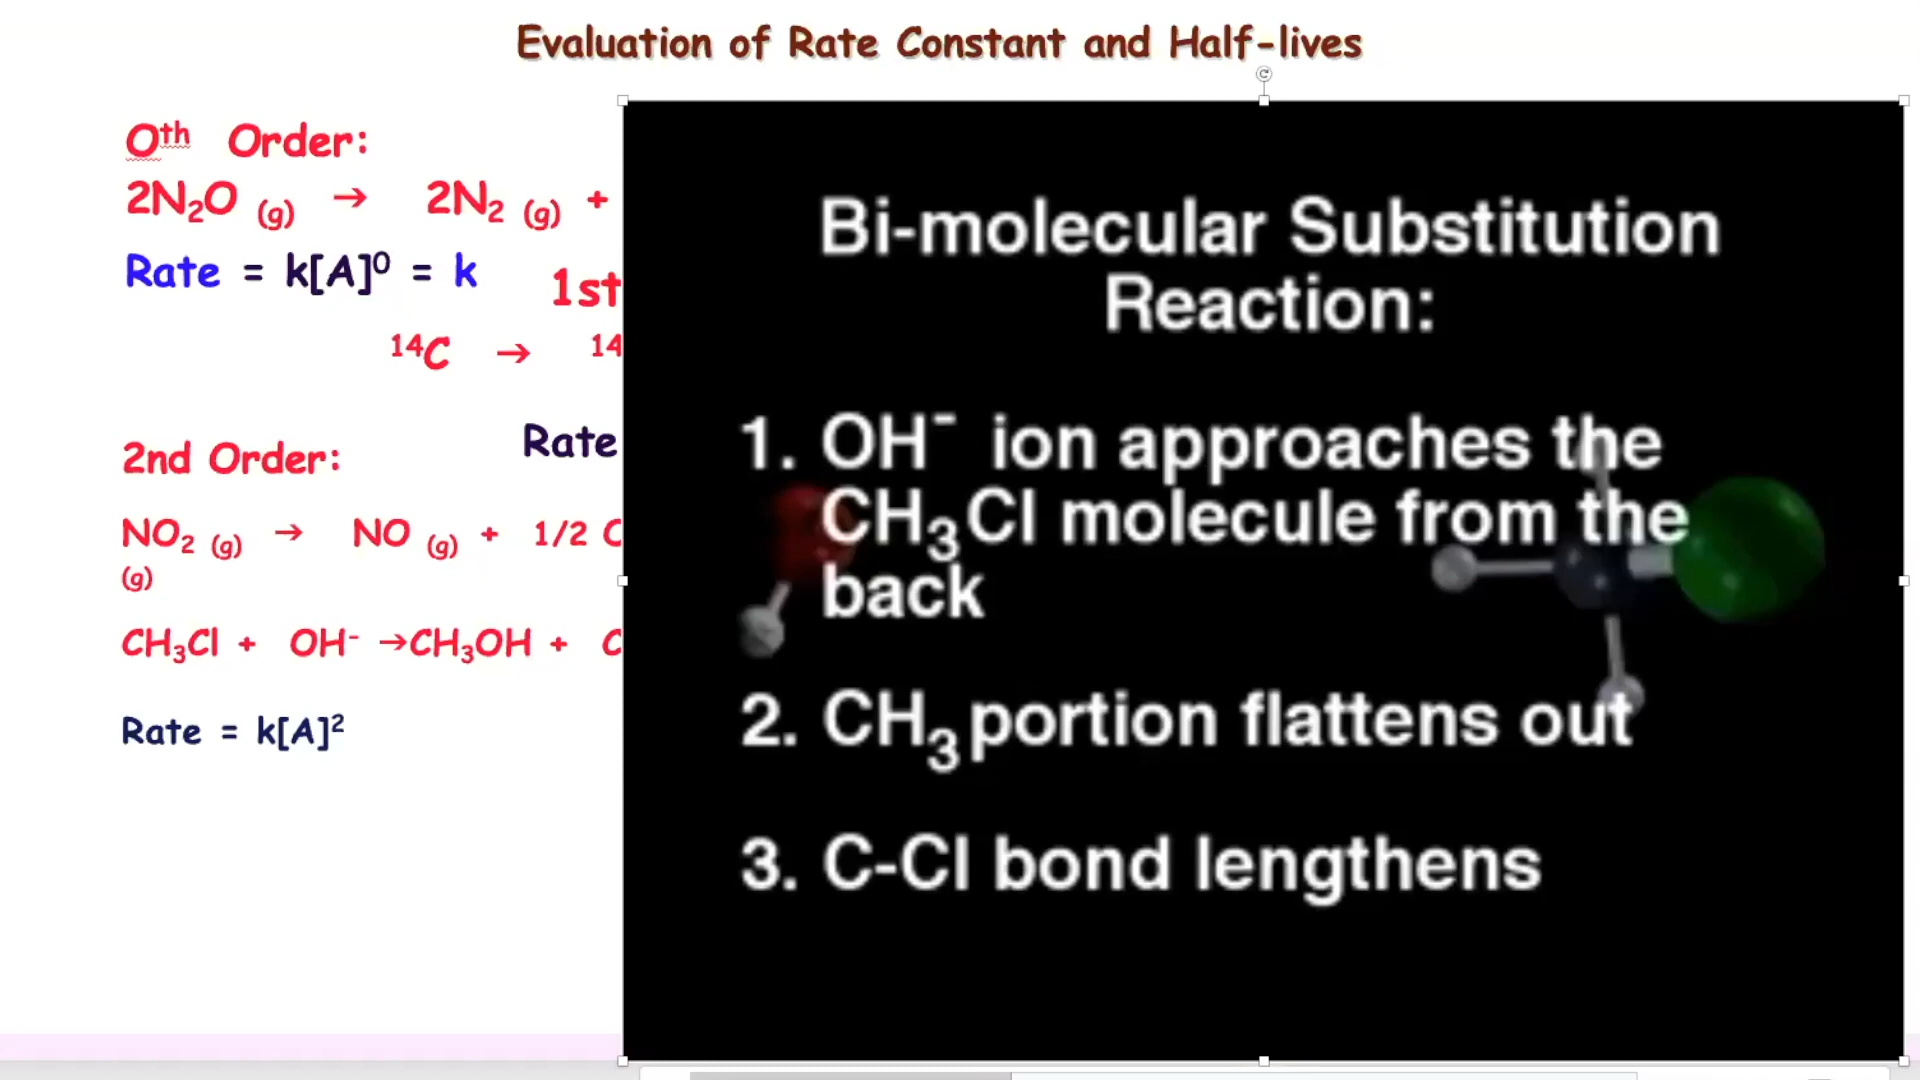 Evaluation of Rate Constant and Half-lives
Oth Order:
2N₂O (g) → 2N₂ (g) +
Rate = k[A]⁰ = k
1st
¹⁴C → ¹⁴
Rate
2nd Order:
NO₂ (g) → NO (g) + 1/2
(g)
CH₃Cl + OH⁻ →CH₃OH +
Rate = k[A]²
Bi-molecular Substitution
Reaction:
1. OH⁻ ion approaches the
CH₃Cl molecule from the
back
2. CH₃ portion flattens out
3. C-Cl bond lengthens